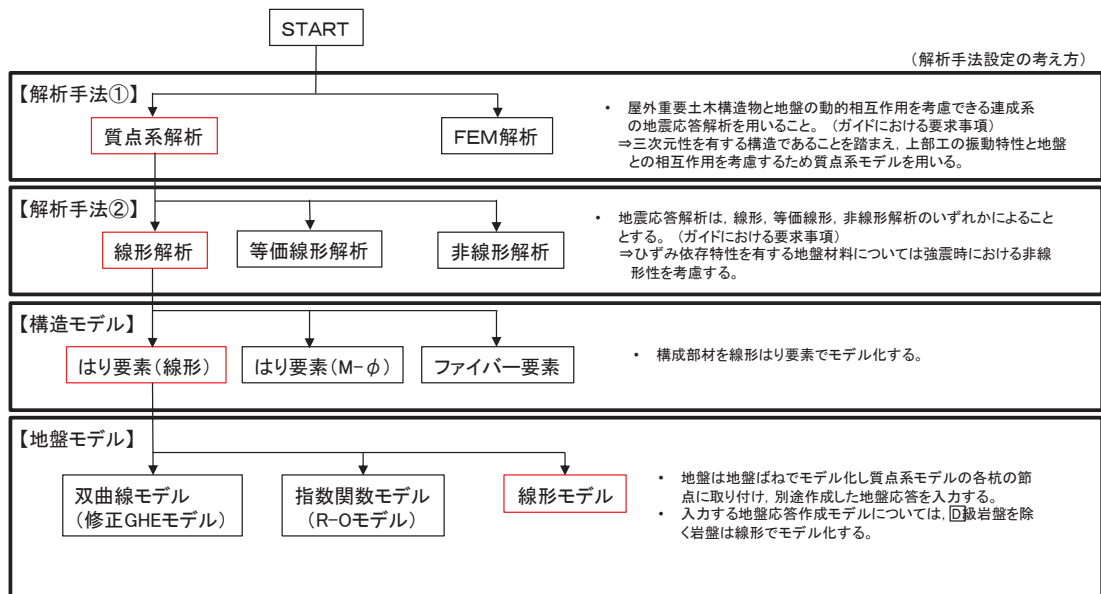 START
(解析手法設定の考え方)
【解析手法①】
質点系解析
FEM解析
・ 屋外重要土木構造物と地盤の動的相互作用を考慮できる連成系
の地震応答解析を用いること。(ガイドにおける要求事項)
⇒三次元性を有する構造であることを踏まえ,上部工の振動特性と地盤
との相互作用を考慮するため質点系モデルを用いる。
【解析手法②】
線形解析
等価線形解析
非線形解析
・ 地震応答解析は,線形,等価線形,非線形解析のいずれかによること
とする。(ガイドにおける要求事項)
⇒ひずみ依存特性を有する地盤材料については強震時における非線
形性を考慮する。
【構造モデル】
はり要素(線形)
はり要素(M-φ)
ファイバー要素
・ 構成部材を線形はり要素でモデル化する。
【地盤モデル】
双曲線モデル
(修正GHEモデル)
指数関数モデル
(R-Oモデル)
線形モデル
・ 地盤は地盤ばねでモデル化し質点系モデルの各杭の節
点に取り付け,別途作成した地盤応答を入力する。
・ 入力する地盤応答作成モデルについては,D級岩盤を除
く岩盤は線形でモデル化する。